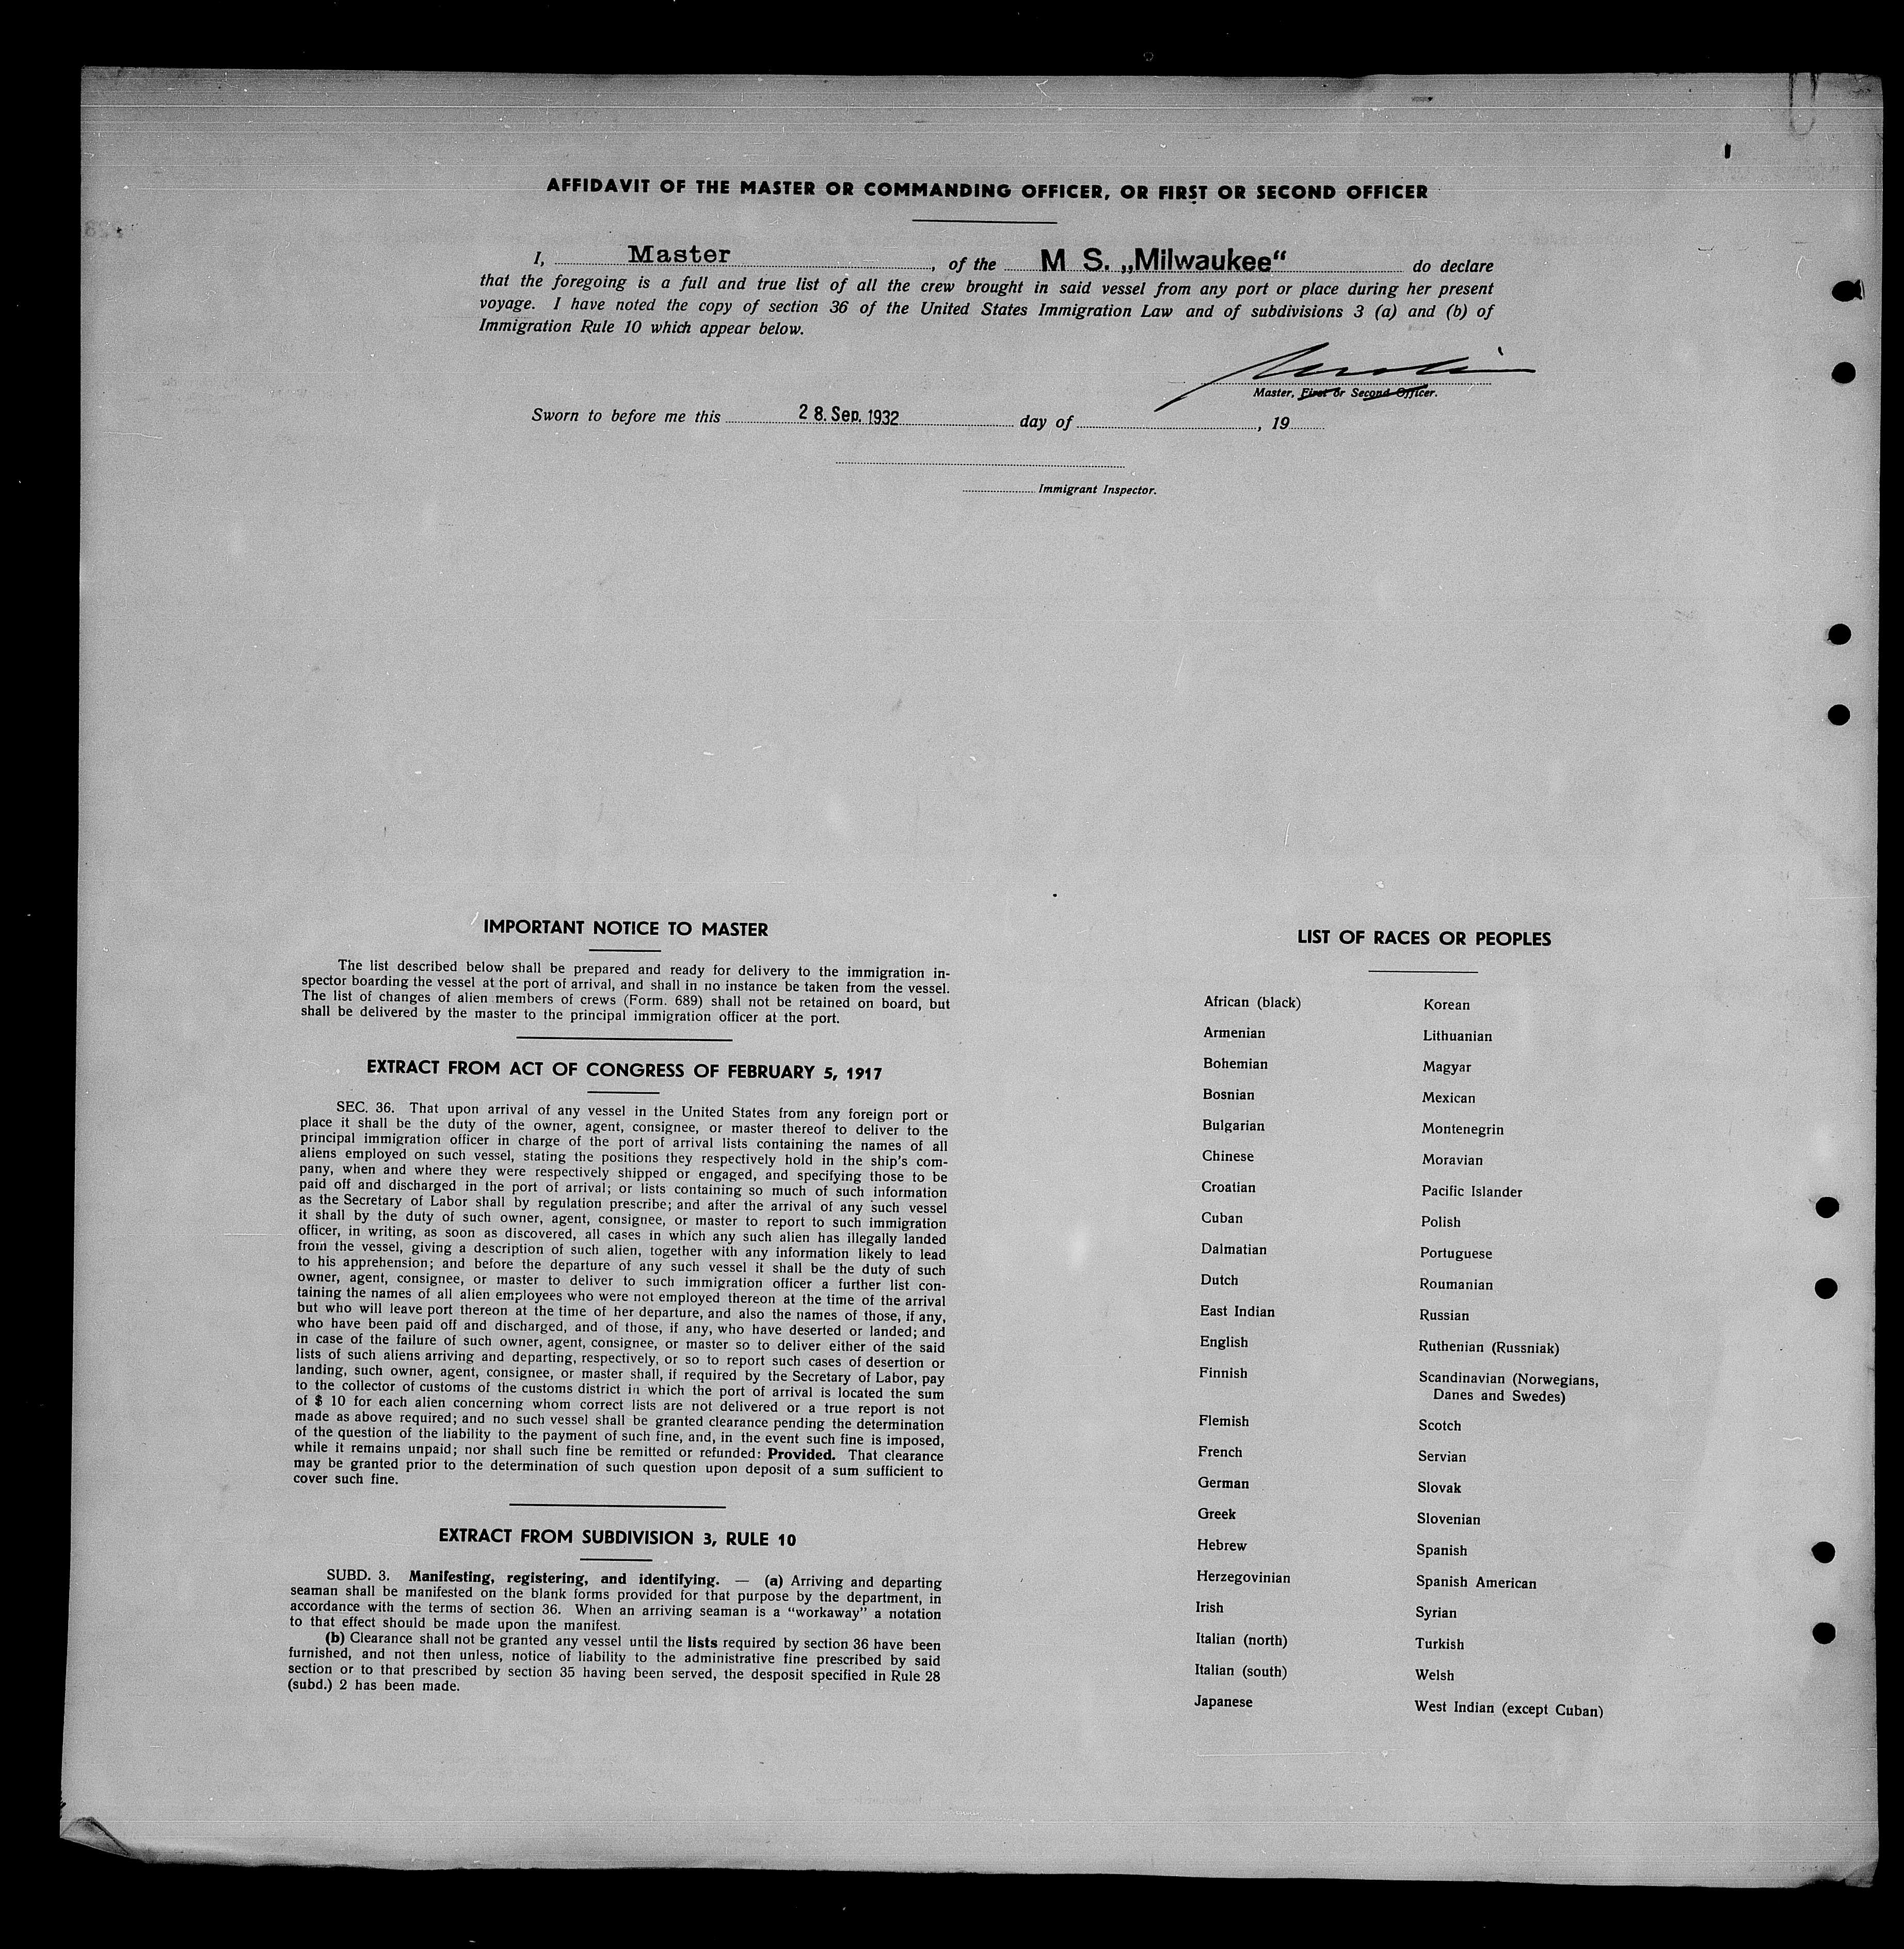 AFFIDAVIT OF THE MASTER OR COMMANDING OFFICER, OR FIRST OR SECOND OFFICER
I, Master, of the M S. „Milwaukee“ do declare
that the foregoing is a full and true list of all the crew brought in said vessel from any port or place during her present
voyage. I have noted the copy of section 36 of the United States Immigration Law and of subdivisions 3 (a) and (b) of
Immigration Rule 10 which appear below.
Master, First or Second Officer.
Sworn to before me this 28. Sep. 1932 day of , 19
Immigrant Inspector.
IMPORTANT NOTICE TO MASTER
The list described below shall be prepared and ready for delivery to the immigration in-
spector boarding the vessel at the port of arrival, and shall in no instance be taken from the vessel.
The list of changes of alien members of crews (Form. 689) shall not be retained on board, but
shall be delivered by the master to the principal immigration officer at the port.
EXTRACT FROM ACT OF CONGRESS OF FEBRUARY 5, 1917
SEC. 36. That upon arrival of any vessel in the United States from any foreign port or
place it shall be the duty of the owner, agent, consignee, or master thereof to deliver to the
principal immigration officer in charge of the port of arrival lists containing the names of all
aliens employed on such vessel, stating the positions they respectively hold in the ship's com-
pany, when and where they were respectively shipped or engaged, and specifying those to be
paid off and discharged in the port of arrival; or lists containing so much of such information
as the Secretary of Labor shall by regulation prescribe; and after the arrival of any such vessel
it shall by the duty of such owner, agent, consignee, or master to report to such immigration
officer, in writing, as soon as discovered, all cases in which any such alien has illegally landed
from the vessel, giving a description of such alien, together with any information likely to lead
to his apprehension; and before the departure of any such vessel it shall be the duty of such
owner, agent, consignee, or master to deliver to such immigration officer a further list con-
taining the names of all alien employees who were not employed thereon at the time of the arrival
but who will leave port thereon at the time of her departure, and also the names of those, if any,
who have been paid off and discharged, and of those, if any, who have deserted or landed; and
in case of the failure of such owner, agent, consignee, or master so to deliver either of the said
lists of such aliens arriving and departing, respectively, or so to report such cases of desertion or
landing, such owner, agent, consignee, or master shall, if required by the Secretary of Labor, pay
to the collector of customs of the customs district in which the port of arrival is located the sum
of $ 10 for each alien concerning whom correct lists are not delivered or a true report is not
made as above required; and no such vessel shall be granted clearance pending the determination
of the question of the liability to the payment of such fine, and, in the event such fine is imposed,
while it remains unpaid; nor shall such fine be remitted or refunded: Provided. That clearance
may be granted prior to the determination of such question upon deposit of a sum sufficient to
cover such fine.
EXTRACT FROM SUBDIVISION 3, RULE 10
SUBD. 3. Manifesting, registering, and identifying. — (a) Arriving and departing
seaman shall be manifested on the blank forms provided for that purpose by the department, in
accordance with the terms of section 36. When an arriving seaman is a “workaway” a notation
to that effect should be made upon the manifest.
(b) Clearance shall not be granted any vessel until the lists required by section 36 have been
furnished, and not then unless, notice of liability to the administrative fine prescribed by said
section or to that prescribed by section 35 having been served, the desposit specified in Rule 28
(subd.) 2 has been made.
LIST OF RACES OR PEOPLES
African (black)
Armenian
Bohemian
Bosnian
Bulgarian
Chinese
Croatian
Cuban
Dalmatian
Dutch
East Indian
English
Finnish
Flemish
French
German
Greek
Hebrew
Herzegovinian
Irish
Italian (north)
Italian (south)
Japanese
Korean
Lithuanian
Magyar
Mexican
Montenegrin
Moravian
Pacific Islander
Polish
Portuguese
Roumanian
Russian
Ruthenian (Russniak)
Scandinavian (Norwegians,
Danes and Swedes)
Scotch
Servian
Slovak
Slovenian
Spanish
Spanish American
Syrian
Turkish
Welsh
West Indian (except Cuban)